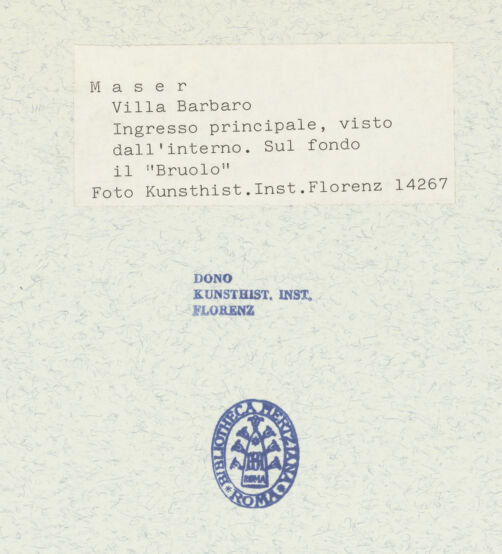 M a s e r
Villa Barbaro
Ingresso principale, visto
dall'interno. Sul fondo
il "Bruolo"
Foto Kunsthist.Inst.Florenz 14267
DONO
KUNSTHIST. INST.
FLORENZ
BIBLIOTHECA HERTZIANA
ROMA
* ROMA *